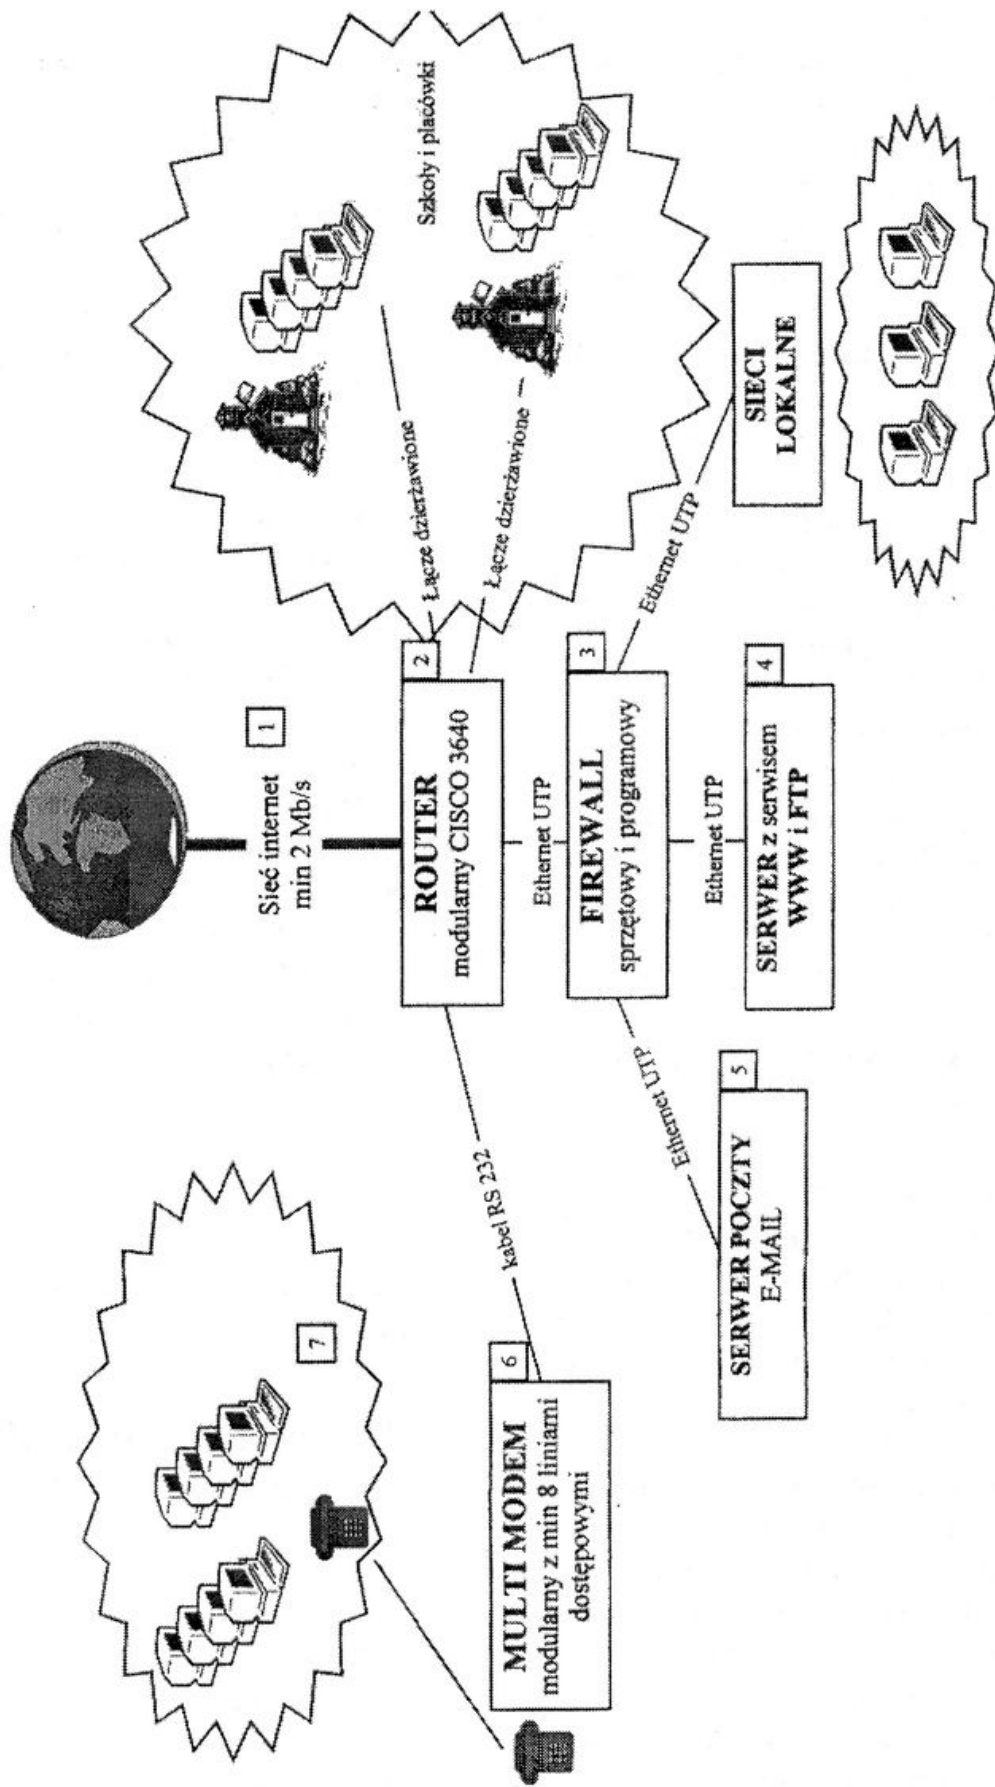 Sieć internet
min 2 Mb/s
1
ROUTER
modularny CISCO 3640
2
Łącze dzierżawione
Łącze dzierżawione
Szkoły i placówki
Ethernet UTP
FIREWALL
sprzętowy i programowy
3
Ethernet UTP
SIECI
LOKALNE
Ethernet UTP
SERWER z serwisem
WWW i FTP
4
Ethernet UTP
SERWER POCZTY
E-MAIL
5
kabel RS 232
MULTI MODEM
modularny z min 8 liniami
dostępowymi
6
7